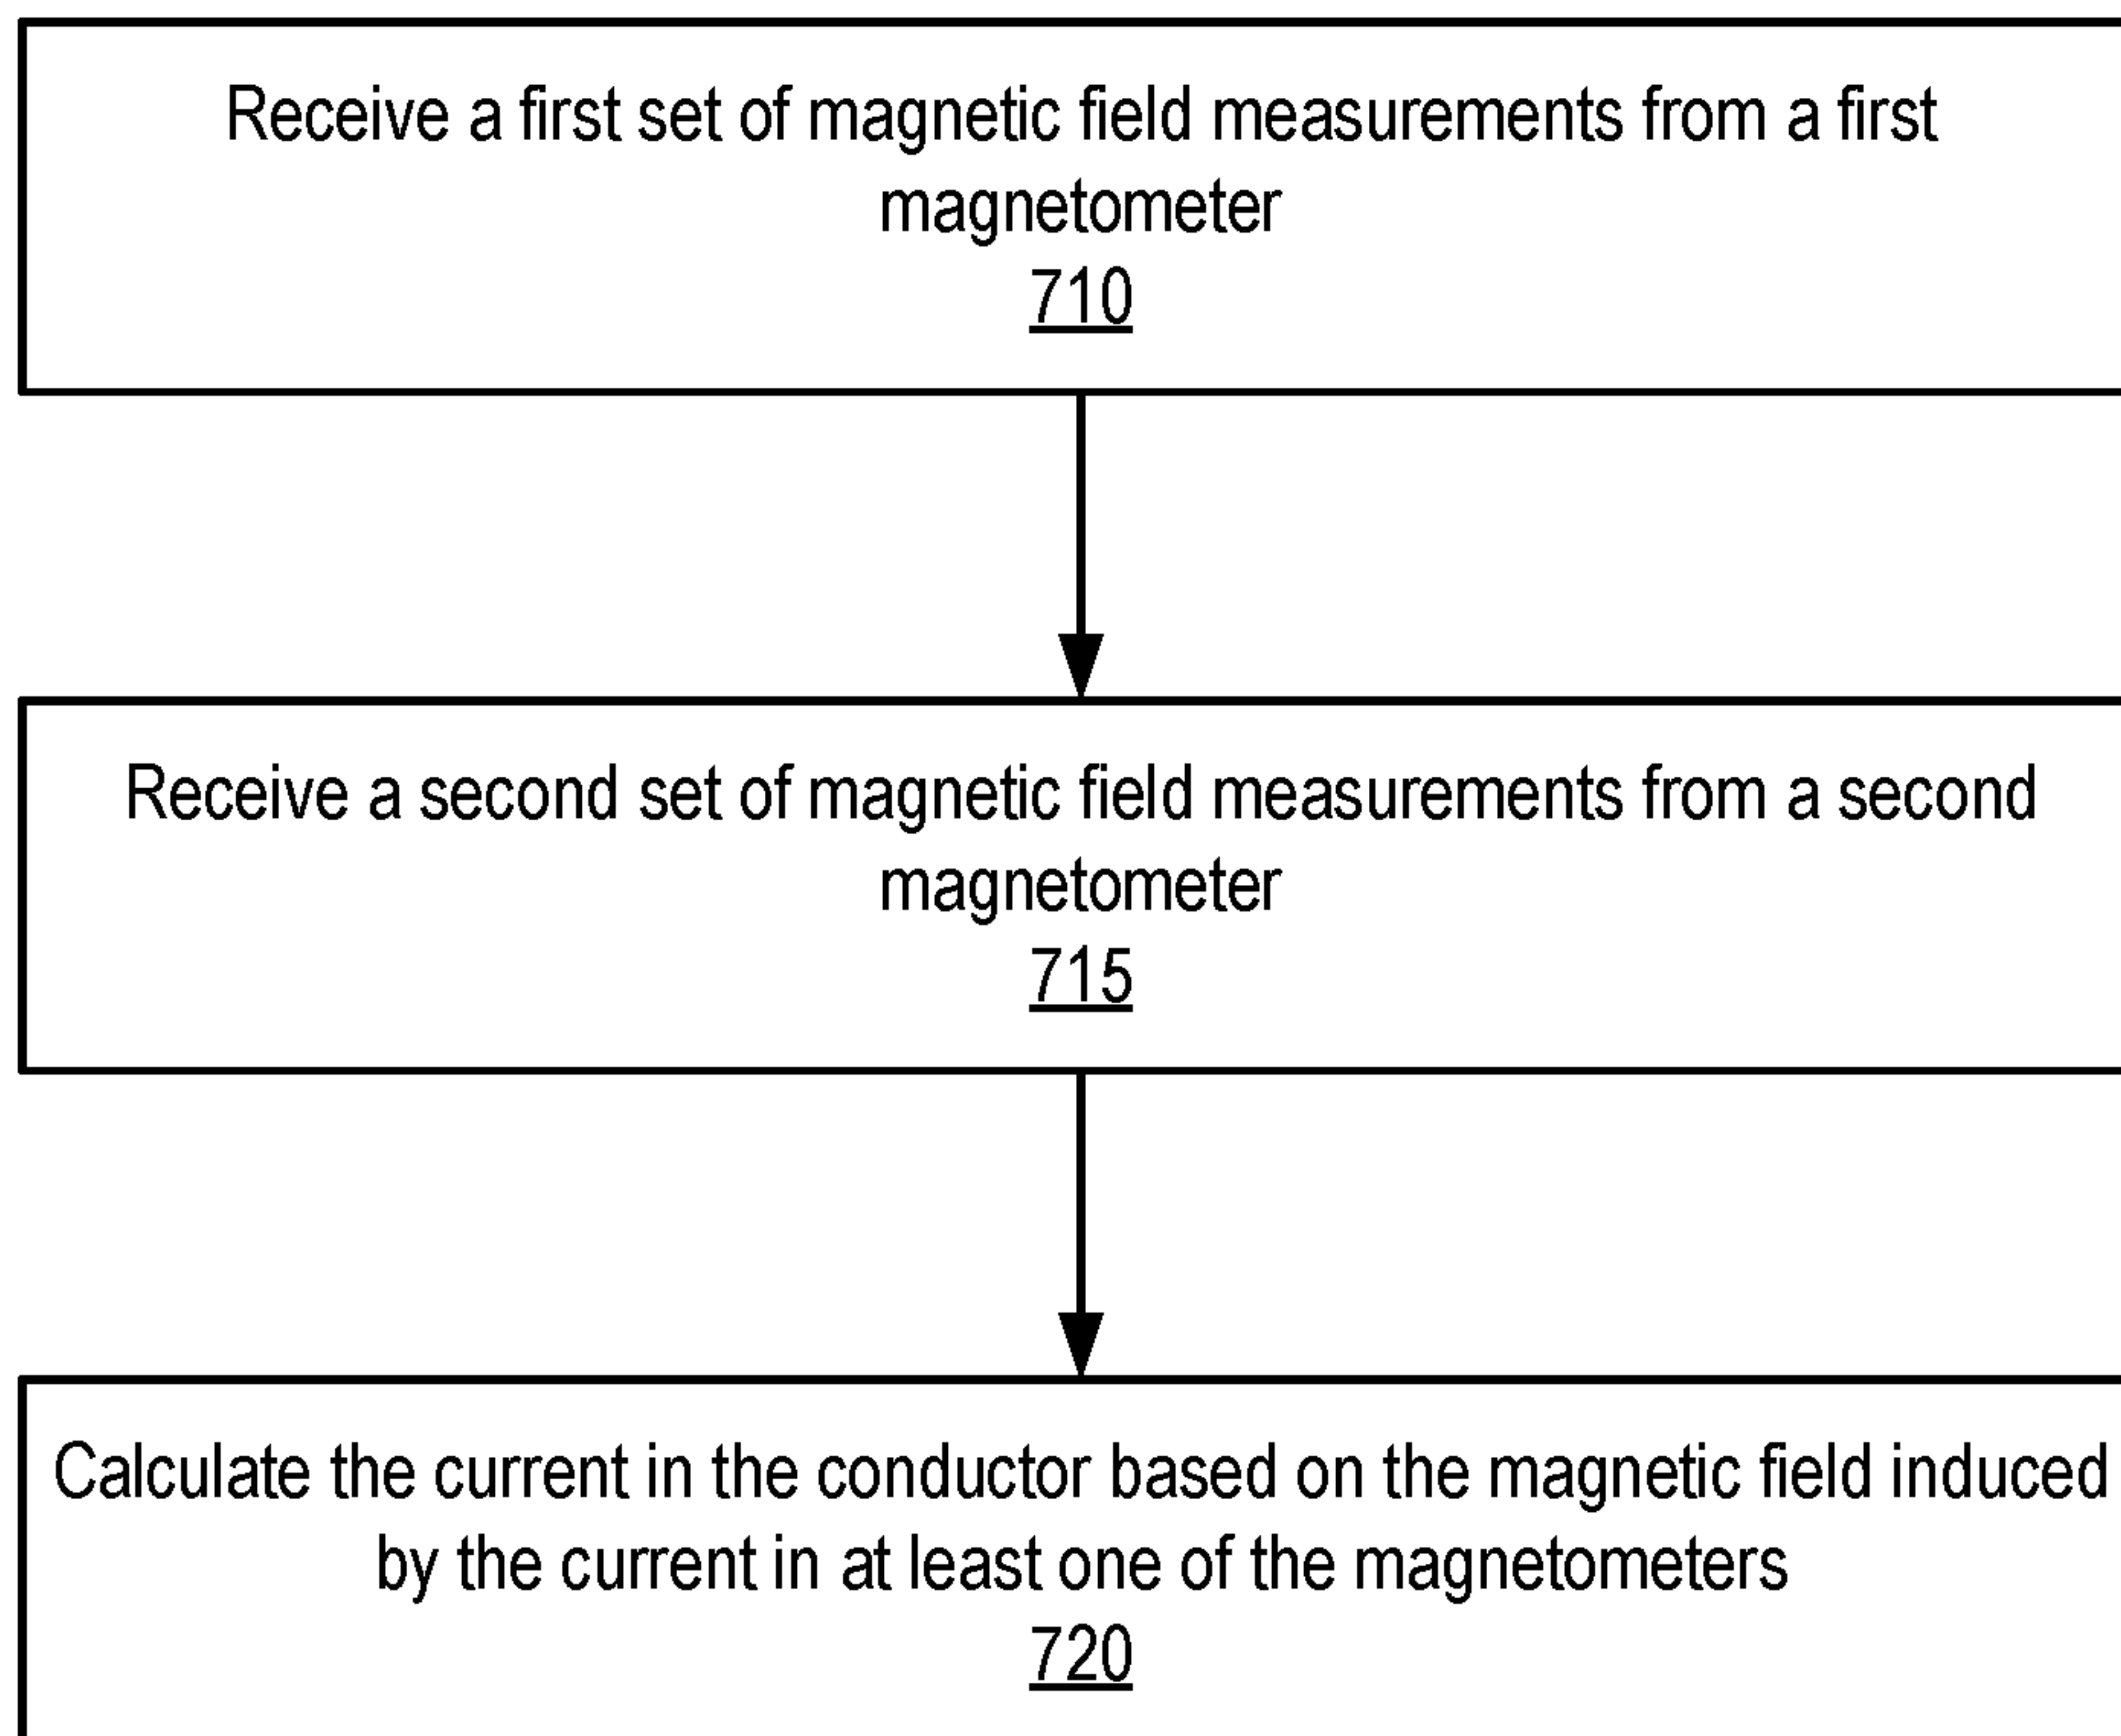 Receive a first set of magnetic field measurements from a first
magnetometer
710
Receive a second set of magnetic field measurements from a second
magnetometer
715
Calculate the current in the conductor based on the magnetic field induced
by the current in at least one of the magnetometers
720